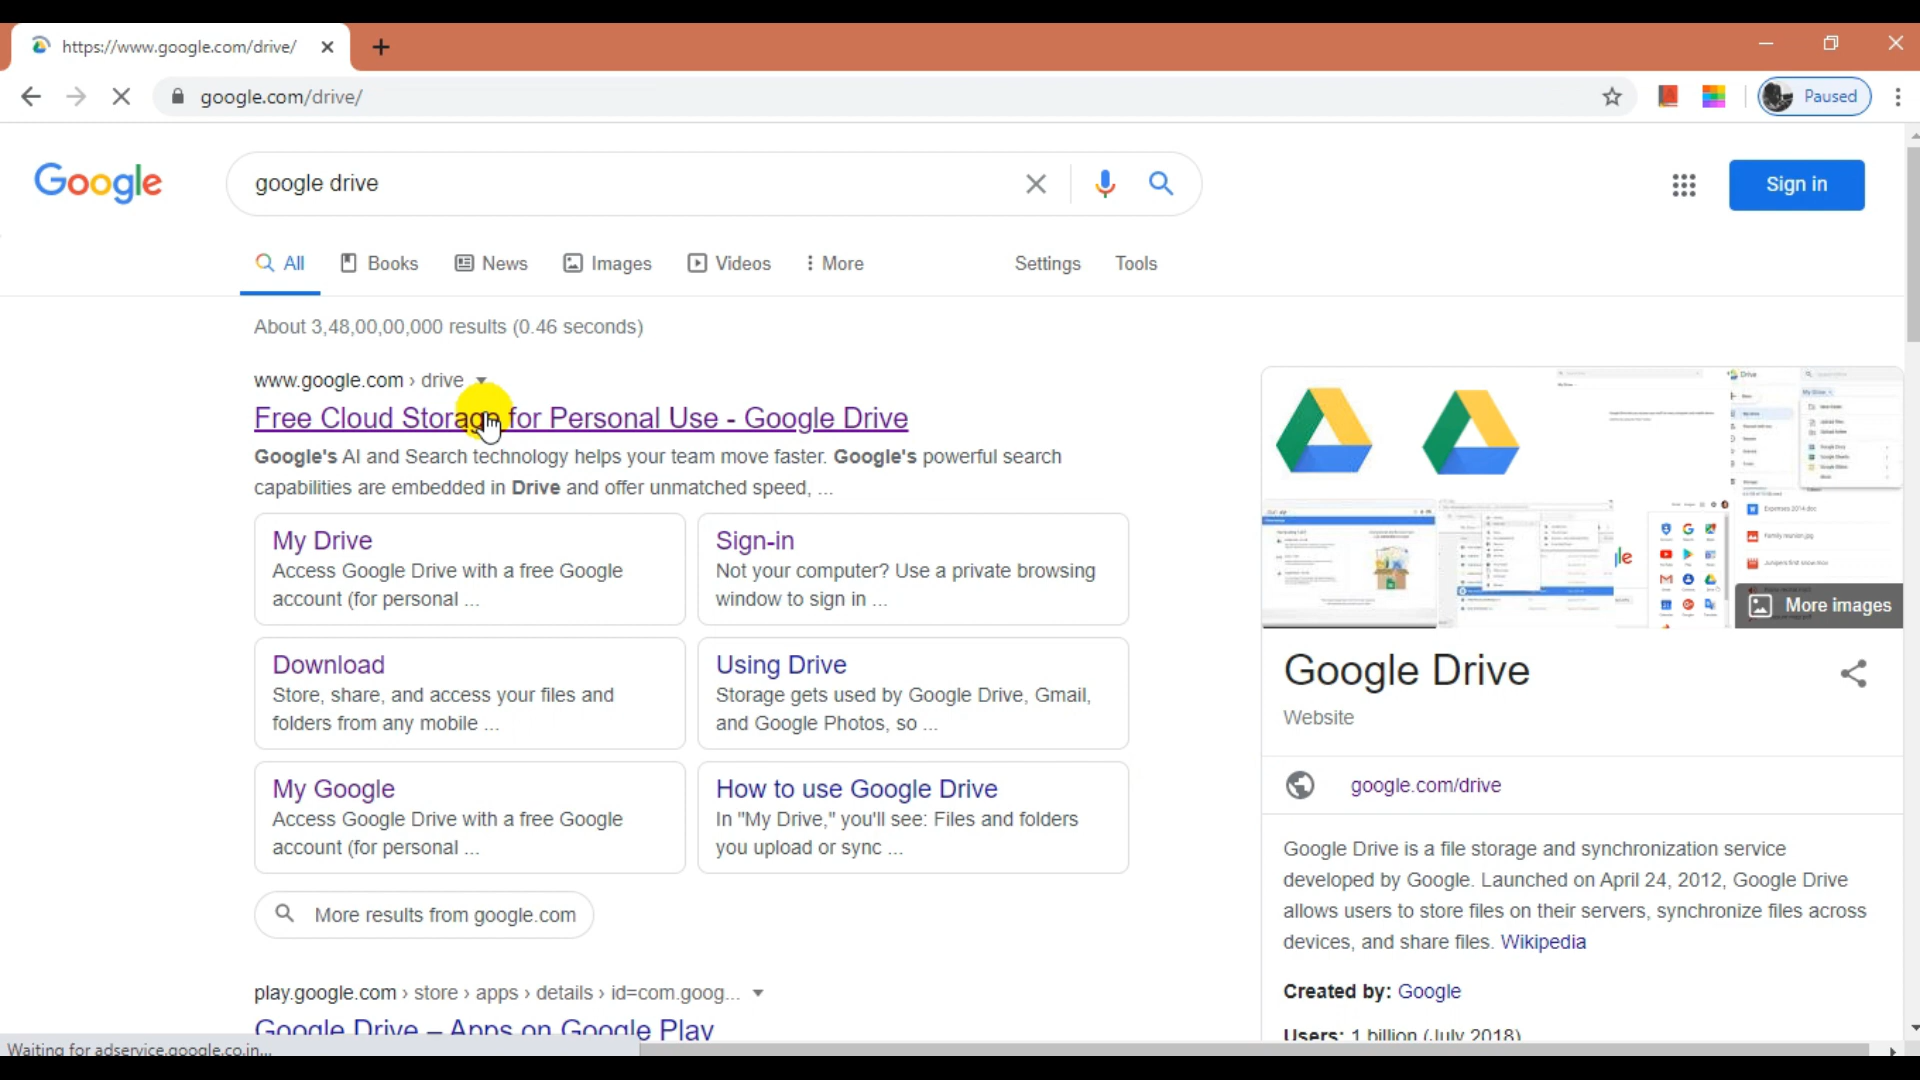 https://www.google.com/drive/
google.com/drive/
Paused
Google
google drive
Sign in
All
Books
News
Images
Videos
More
Settings
Tools
About 3,48,00,00,000 results (0.46 seconds)
www.google.com › drive
Free Cloud Storage for Personal Use - Google Drive
Google's AI and Search technology helps your team move faster. Google's powerful search
capabilities are embedded in Drive and offer unmatched speed, ...
My Drive
Access Google Drive with a free Google
account (for personal ...
Sign-in
Not your computer? Use a private browsing
window to sign in ...
Download
Store, share, and access your files and
folders from any mobile ...
Using Drive
Storage gets used by Google Drive, Gmail,
and Google Photos, so ...
My Google
Access Google Drive with a free Google
account (for personal ...
How to use Google Drive
In "My Drive," you'll see: Files and folders
you upload or sync ...
More results from google.com
play.google.com › store › apps › details › id=com.goog...
Google Drive – Apps on Google Play
Waiting for adservice.google.co.in...
Drive
More images
Google Drive
Website
google.com/drive
Google Drive is a file storage and synchronization service
developed by Google. Launched on April 24, 2012, Google Drive
allows users to store files on their servers, synchronize files across
devices, and share files. Wikipedia
Created by: Google
Users: 1 billion (July 2018)